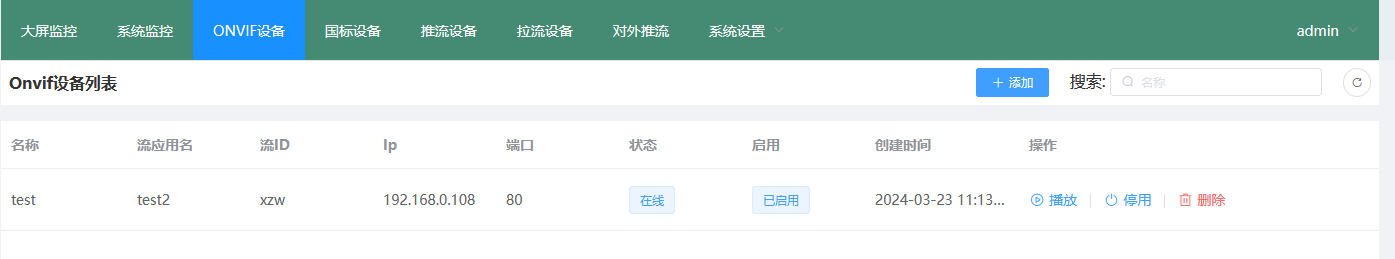 大屏监控 系统监控 ONVIF设备 国标设备 推流设备 拉流设备 对外推流 系统设置 admin
Onvif设备列表 添加 搜索: 名称
名称 流应用名 流ID Ip 端口 状态 启用 创建时间 操作
test test2 xzw 192.168.0.108 80 在线 已启用 2024-03-23 11:13... 播放 停用 删除